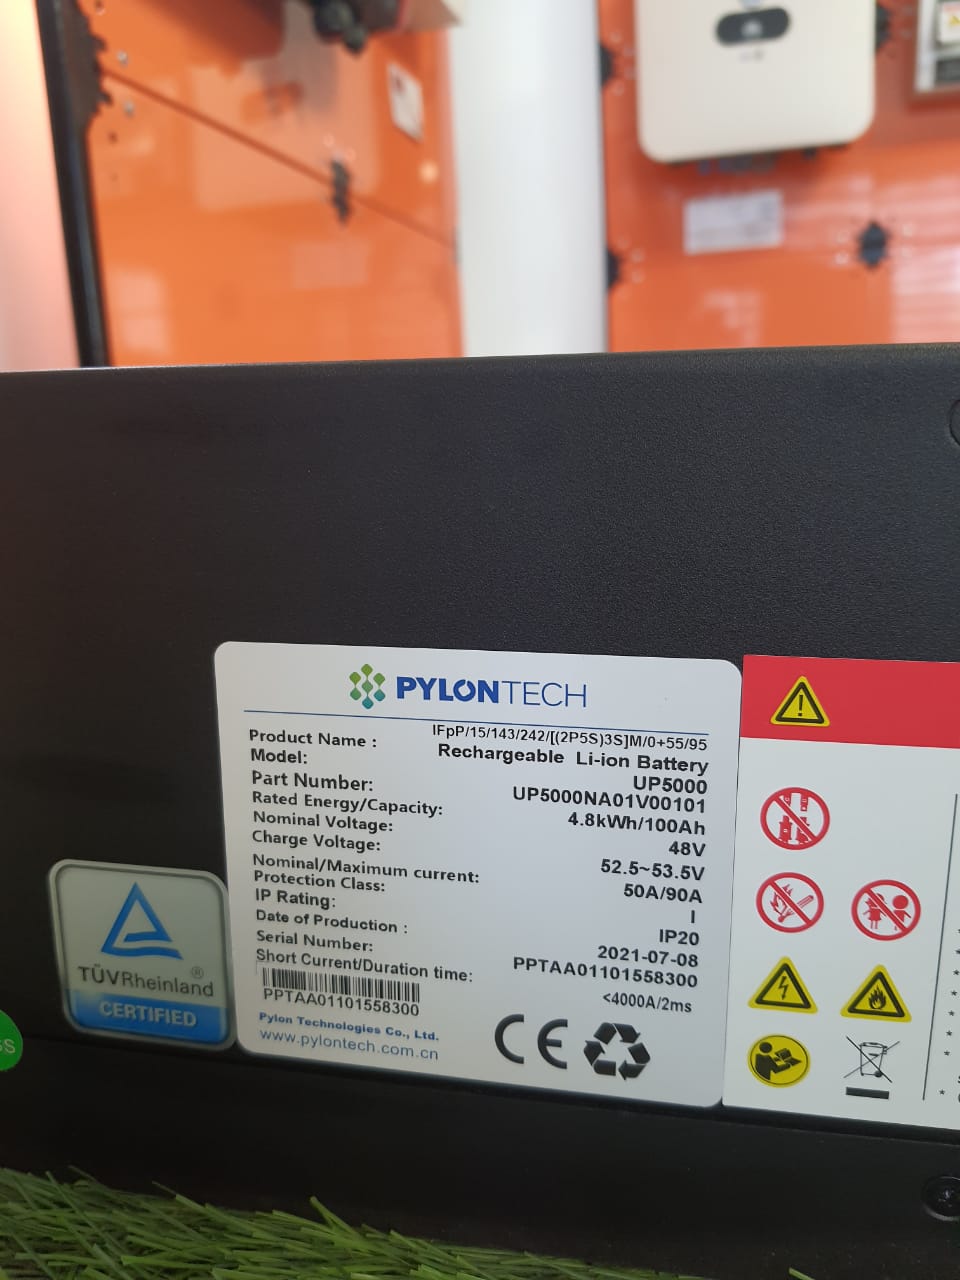 PYLONTECH
IFpP/15/143/242/[(2P5S)3S]M/0+55/95
Product Name : Rechargeable Li-ion Battery
Model: UP5000
Part Number: UP5000NA01V00101
Rated Energy/Capacity: 4.8kWh/100Ah
Nominal Voltage: 48V
Charge Voltage: 52.5~53.5V
Nominal/Maximum current: 50A/90A
Protection Class: I
IP Rating: IP20
Date of Production : 2021-07-08
Serial Number: PPTAA01101558300
Short Current/Duration time: <4000A/2ms
PPTAA01101558300
Pylon Technologies Co., Ltd.
www.pylontech.com.cn
CE
TÜVRheinland®
CERTIFIED